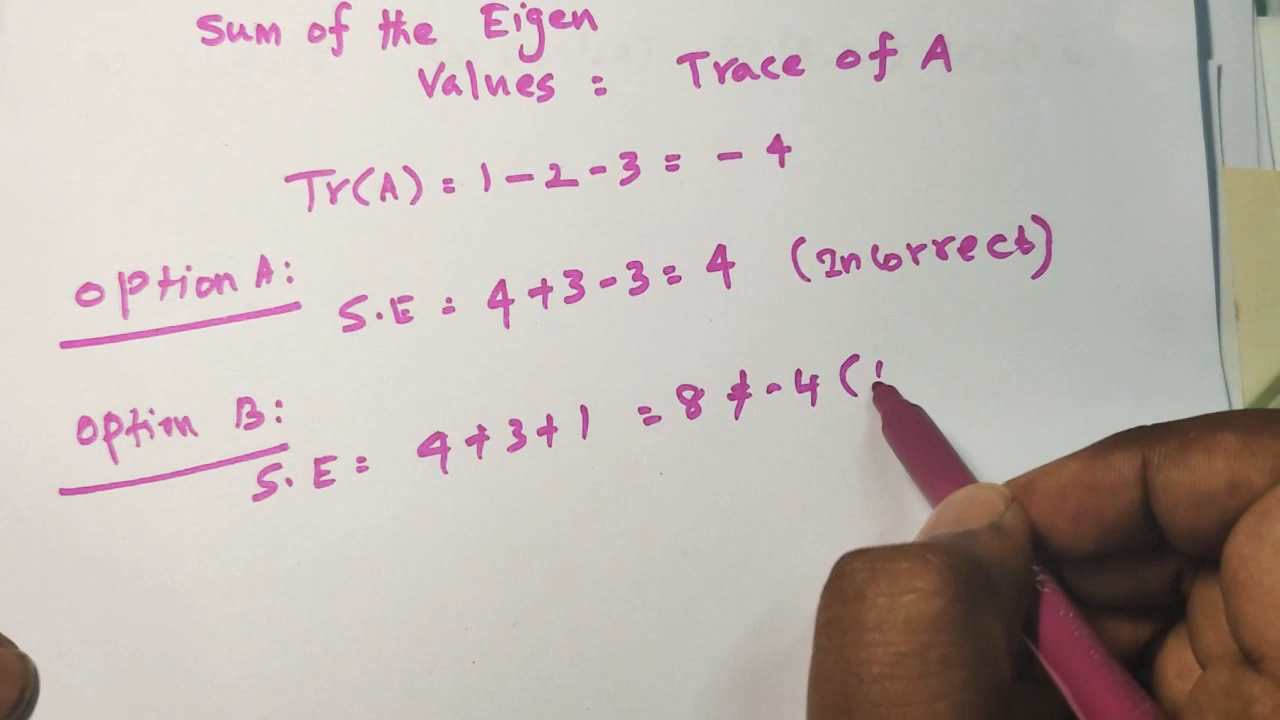 Sum of the Eigen
Values = Trace of A
Tr(A) = 1 - 2 - 3 = - 4
Option A:
S.E = 4 + 3 - 3 = 4 (Incorrect)
Option B:
S.E = 4 + 3 + 1 = 8 ≠ - 4 (